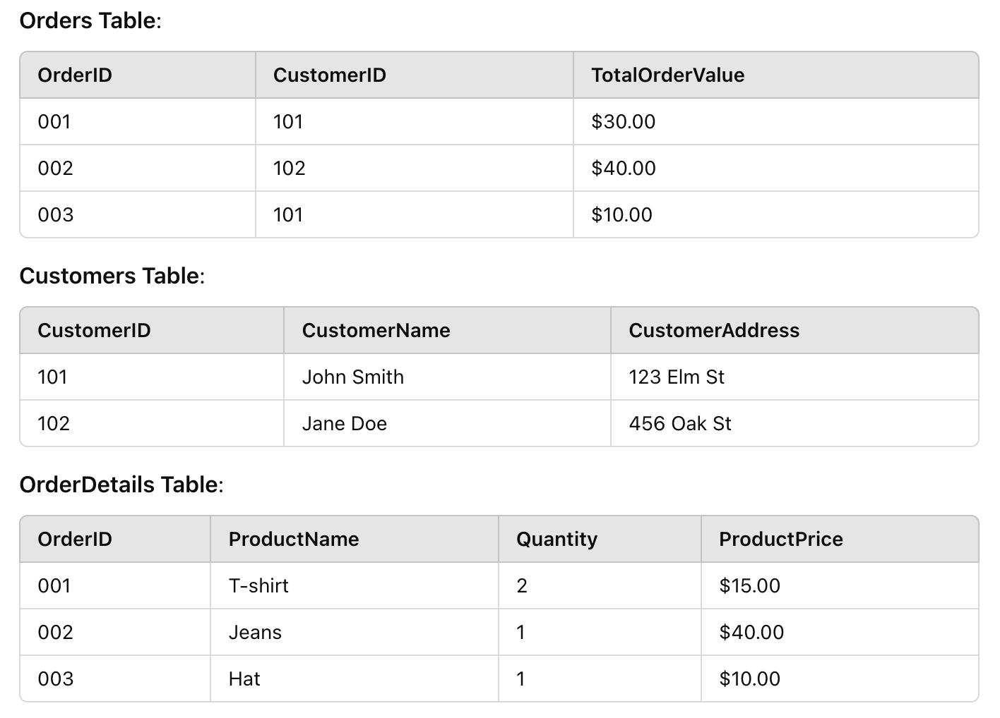 Orders Table:
OrderID CustomerID TotalOrderValue
001 101 $30.00
002 102 $40.00
003 101 $10.00
Customers Table:
CustomerID CustomerName CustomerAddress
101 John Smith 123 Elm St
102 Jane Doe 456 Oak St
OrderDetails Table:
OrderID ProductName Quantity ProductPrice
001 T-shirt 2 $15.00
002 Jeans 1 $40.00
003 Hat 1 $10.00